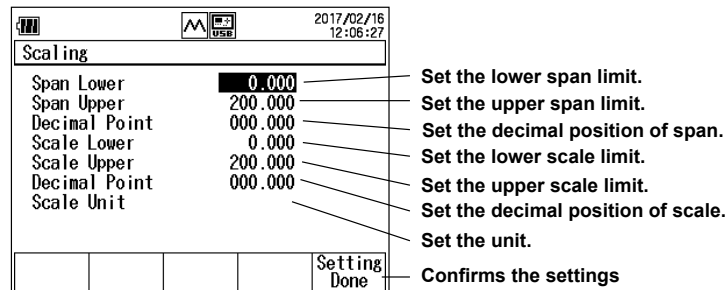 USB
2017/02/16
12:06:27
Scaling
Span Lower 0.000 Set the lower span limit.
Span Upper 200.000 Set the upper span limit.
Decimal Point 000.000 Set the decimal position of span.
Scale Lower 0.000 Set the lower scale limit.
Scale Upper 200.000 Set the upper scale limit.
Decimal Point 000.000 Set the decimal position of scale.
Scale Unit Set the unit.
Setting
Done Confirms the settings